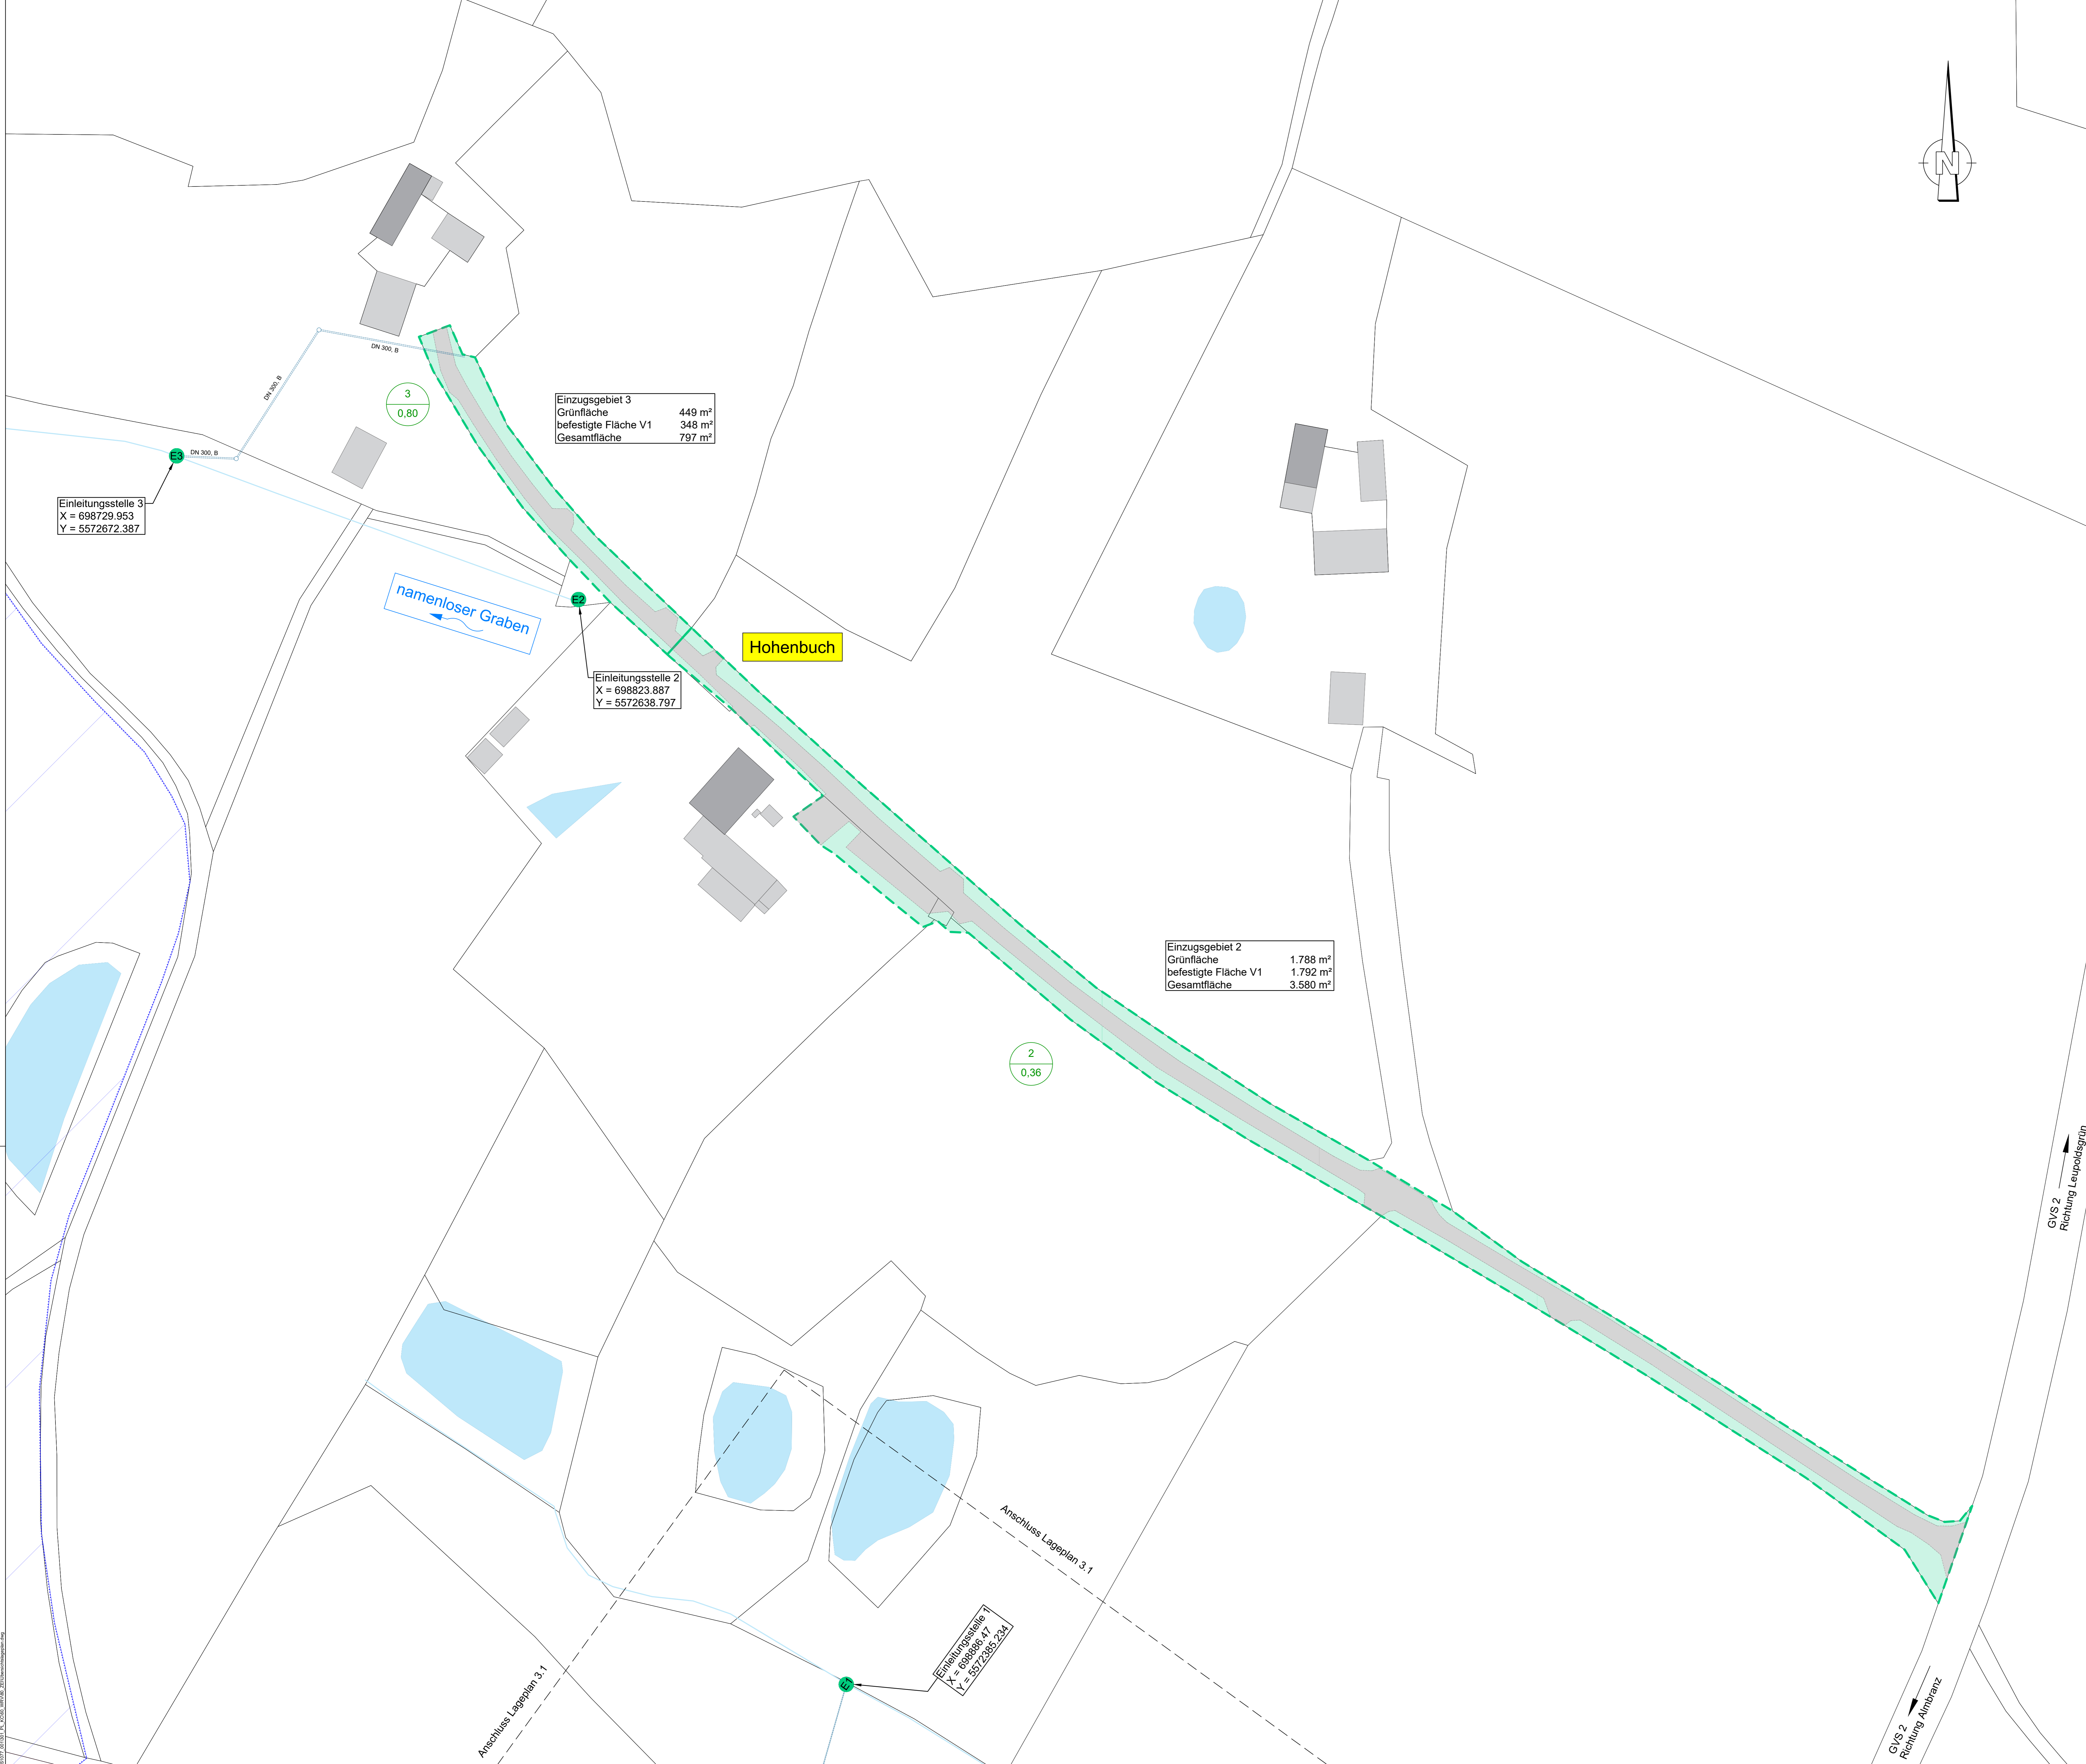 N
DN 300, B
DN 300, B
DN 300, B
3
0,80
Einzugsgebiet 3
Grünfläche 449 m²
befestigte Fläche V1 348 m²
Gesamtfläche 797 m²
E3
Einleitungsstelle 3
X = 698729.953
Y = 5572672.387
namenloser Graben
E2
Einleitungsstelle 2
X = 698823.887
Y = 5572638.797
Hohenbuch
Einzugsgebiet 2
Grünfläche 1.788 m²
befestigte Fläche V1 1.792 m²
Gesamtfläche 3.580 m²
2
0,36
GVS 2
Richtung Leupoldsgrün
Anschluss Lageplan 3.1
Anschluss Lageplan 3.1
E1
Einleitungsstelle 1
X = 698886.47
Y = 5572385.234
GVS 2
Richtung Almbranz